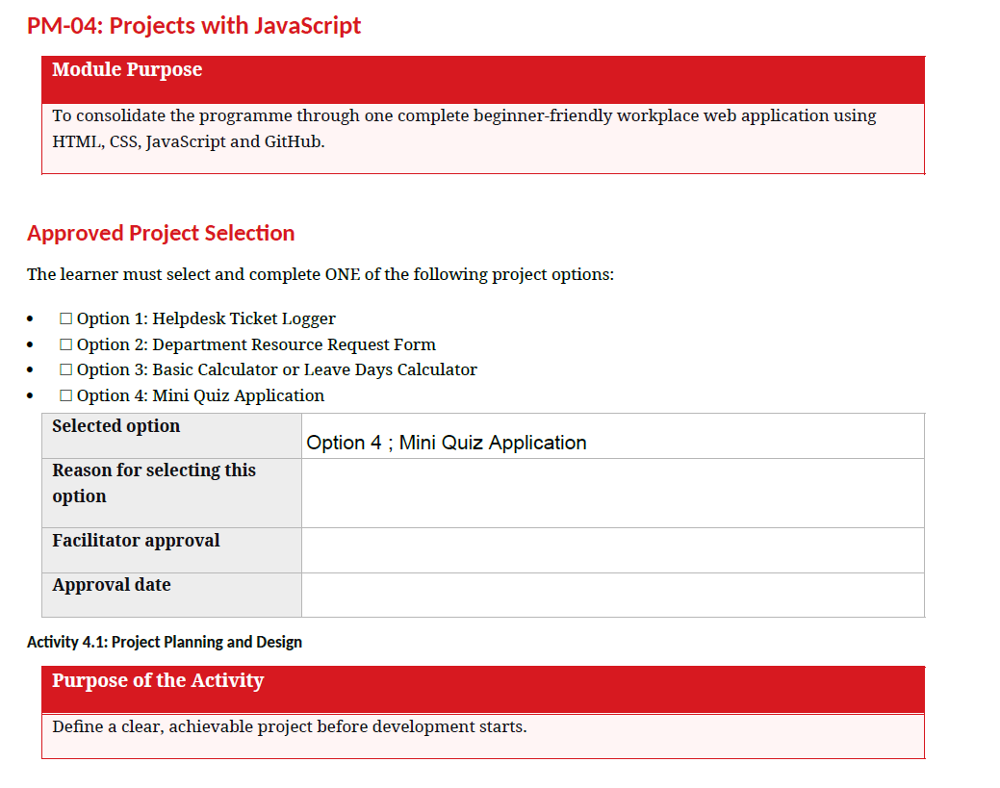 PM-04: Projects with JavaScript
Module Purpose
To consolidate the programme through one complete beginner-friendly workplace web application using
HTML, CSS, JavaScript and GitHub.
Approved Project Selection
The learner must select and complete ONE of the following project options:
• ☐ Option 1: Helpdesk Ticket Logger
• ☐ Option 2: Department Resource Request Form
• ☐ Option 3: Basic Calculator or Leave Days Calculator
• ☐ Option 4: Mini Quiz Application
Selected option
Option 4 ; Mini Quiz Application
Reason for selecting this
option
Facilitator approval
Approval date
Activity 4.1: Project Planning and Design
Purpose of the Activity
Define a clear, achievable project before development starts.